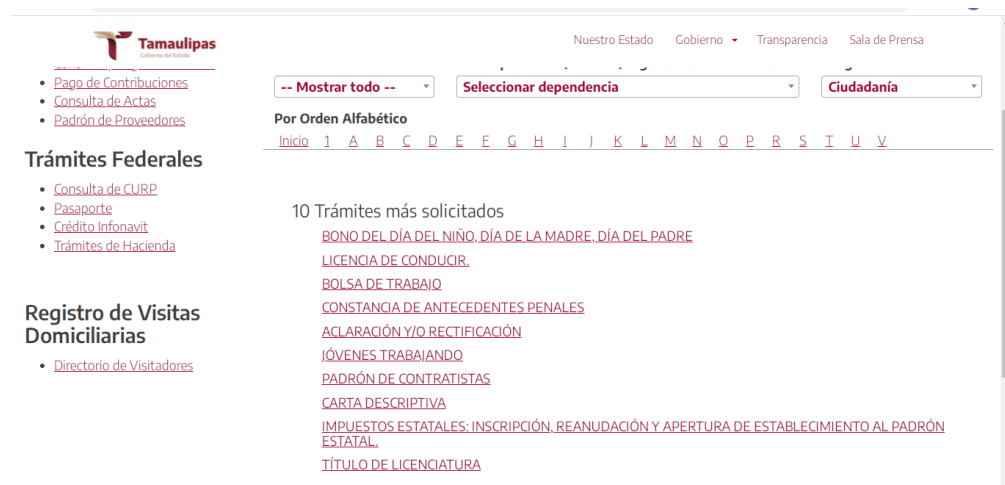 Tamaulipas
Gobierno del Estado
Nuestro Estado Gobierno Transparencia Sala de Prensa
Pago de Contribuciones
Consulta de Actas
Padrón de Proveedores
Trámites Federales
Consulta de CURP
Pasaporte
Crédito Infonavit
Trámites de Hacienda
Registro de Visitas
Domiciliarias
Directorio de Visitadores
-- Mostrar todo -- Seleccionar dependencia Ciudadanía
Por Orden Alfabético
Inicio 1 A B C D E F G H I J K L M N O P R S T U V
10 Trámites más solicitados
BONO DEL DÍA DEL NIÑO, DÍA DE LA MADRE, DÍA DEL PADRE
LICENCIA DE CONDUCIR.
BOLSA DE TRABAJO
CONSTANCIA DE ANTECEDENTES PENALES
ACLARACIÓN Y/O RECTIFICACIÓN
JÓVENES TRABAJANDO
PADRÓN DE CONTRATISTAS
CARTA DESCRIPTIVA
IMPUESTOS ESTATALES: INSCRIPCIÓN, REANUDACIÓN Y APERTURA DE ESTABLECIMIENTO AL PADRÓN
ESTATAL.
TÍTULO DE LICENCIATURA